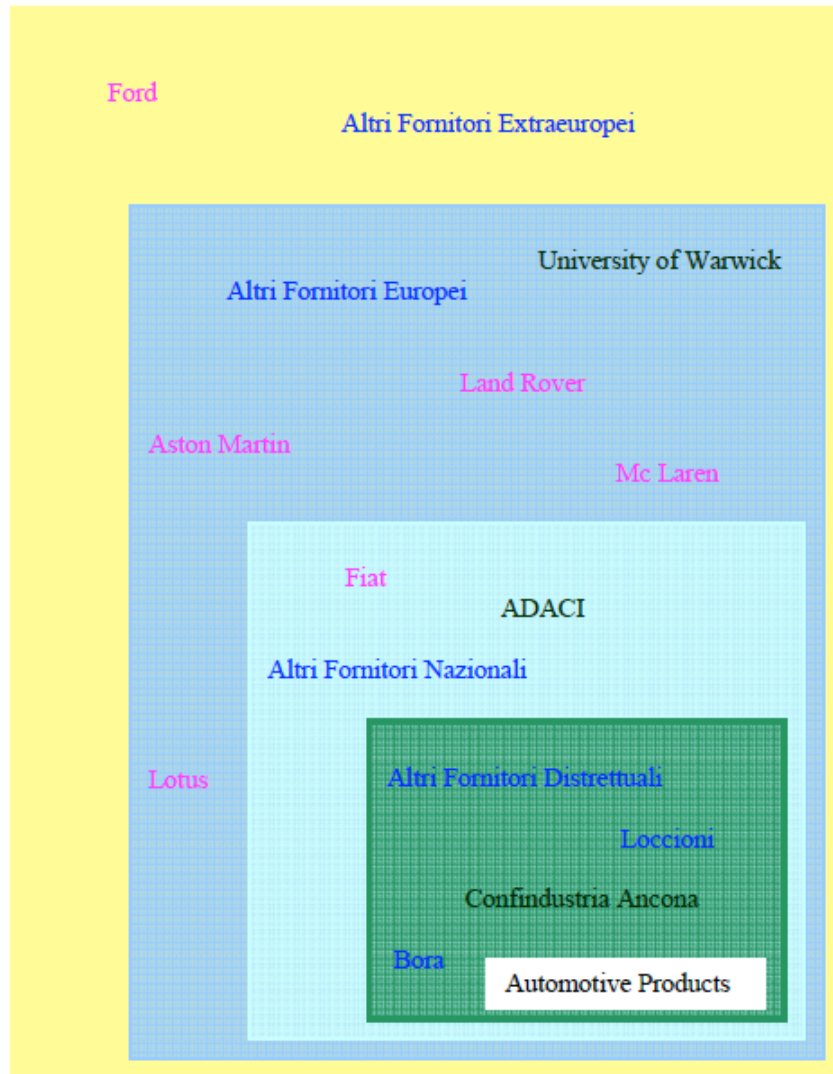 Ford
Altri Fornitori Extraeuropei
University of Warwick
Altri Fornitori Europei
Land Rover
Aston Martin
Mc Laren
Fiat
ADACI
Altri Fornitori Nazionali
Lotus
Altri Fornitori Distrettuali
Loccioni
Confindustria Ancona
Bora
Automotive Products